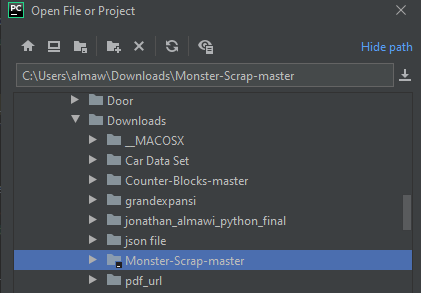 PC Open File or Project
Hide path
C:\Users\almaw\Downloads\Monster-Scrap-master
Door
Downloads
__MACOSX
Car Data Set
Counter-Blocks-master
grandexpansi
jonathan_almawi_python_final
json file
Monster-Scrap-master
pdf_url